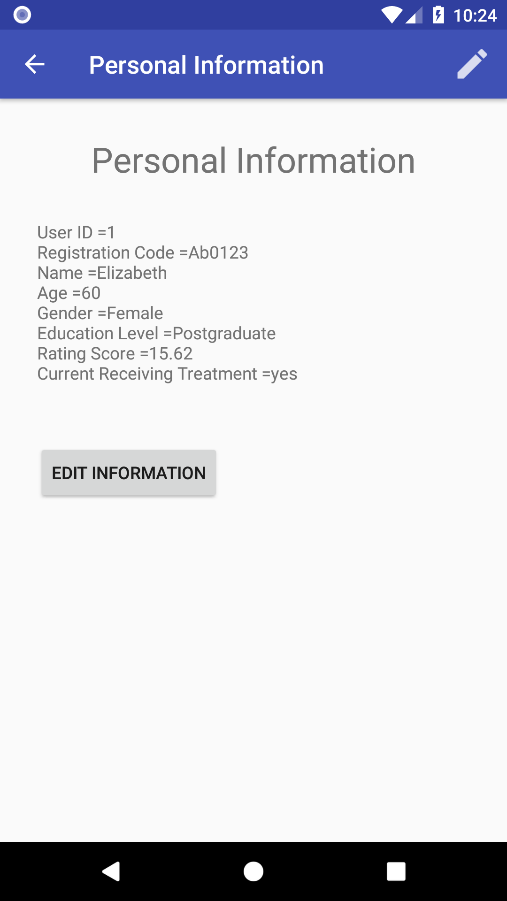 10:24
Personal Information
Personal Information
User ID =1
Registration Code =Ab0123
Name =Elizabeth
Age =60
Gender =Female
Education Level =Postgraduate
Rating Score =15.62
Current Receiving Treatment =yes
EDIT INFORMATION